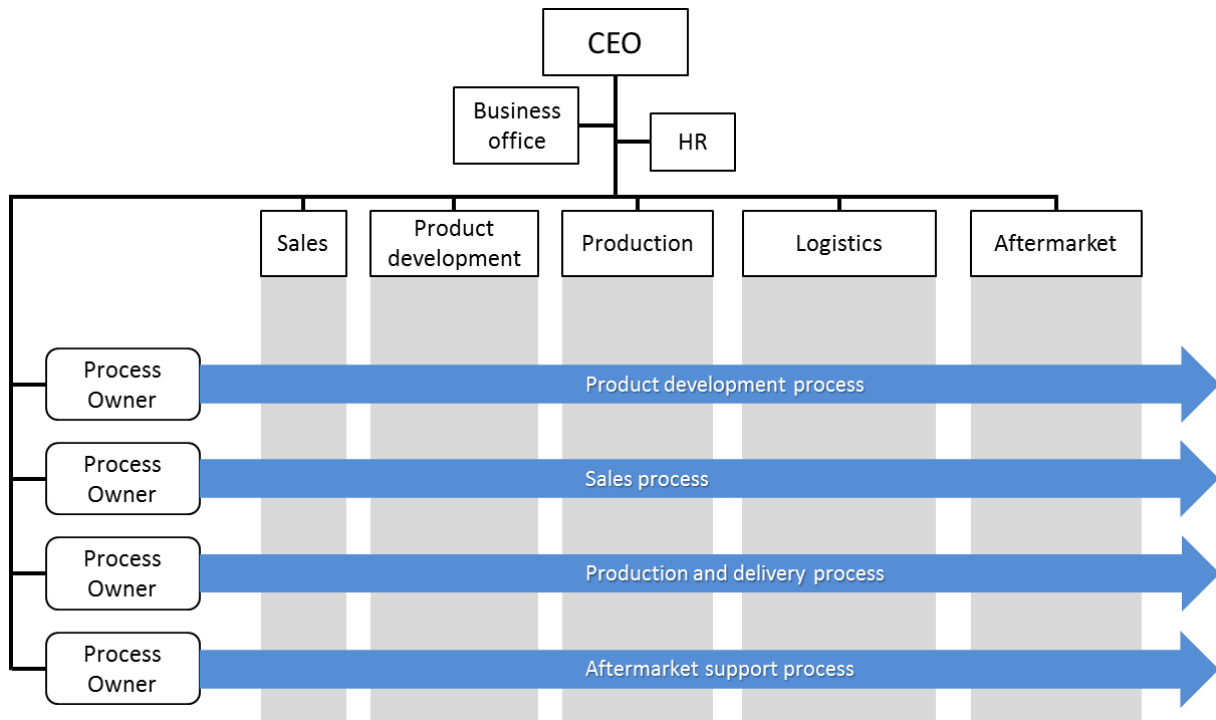 CEO
Business
office
HR
Sales
Product
development
Production
Logistics
Aftermarket
Process
Owner
Product development process
Process
Owner
Sales process
Process
Owner
Production and delivery process
Process
Owner
Aftermarket support process